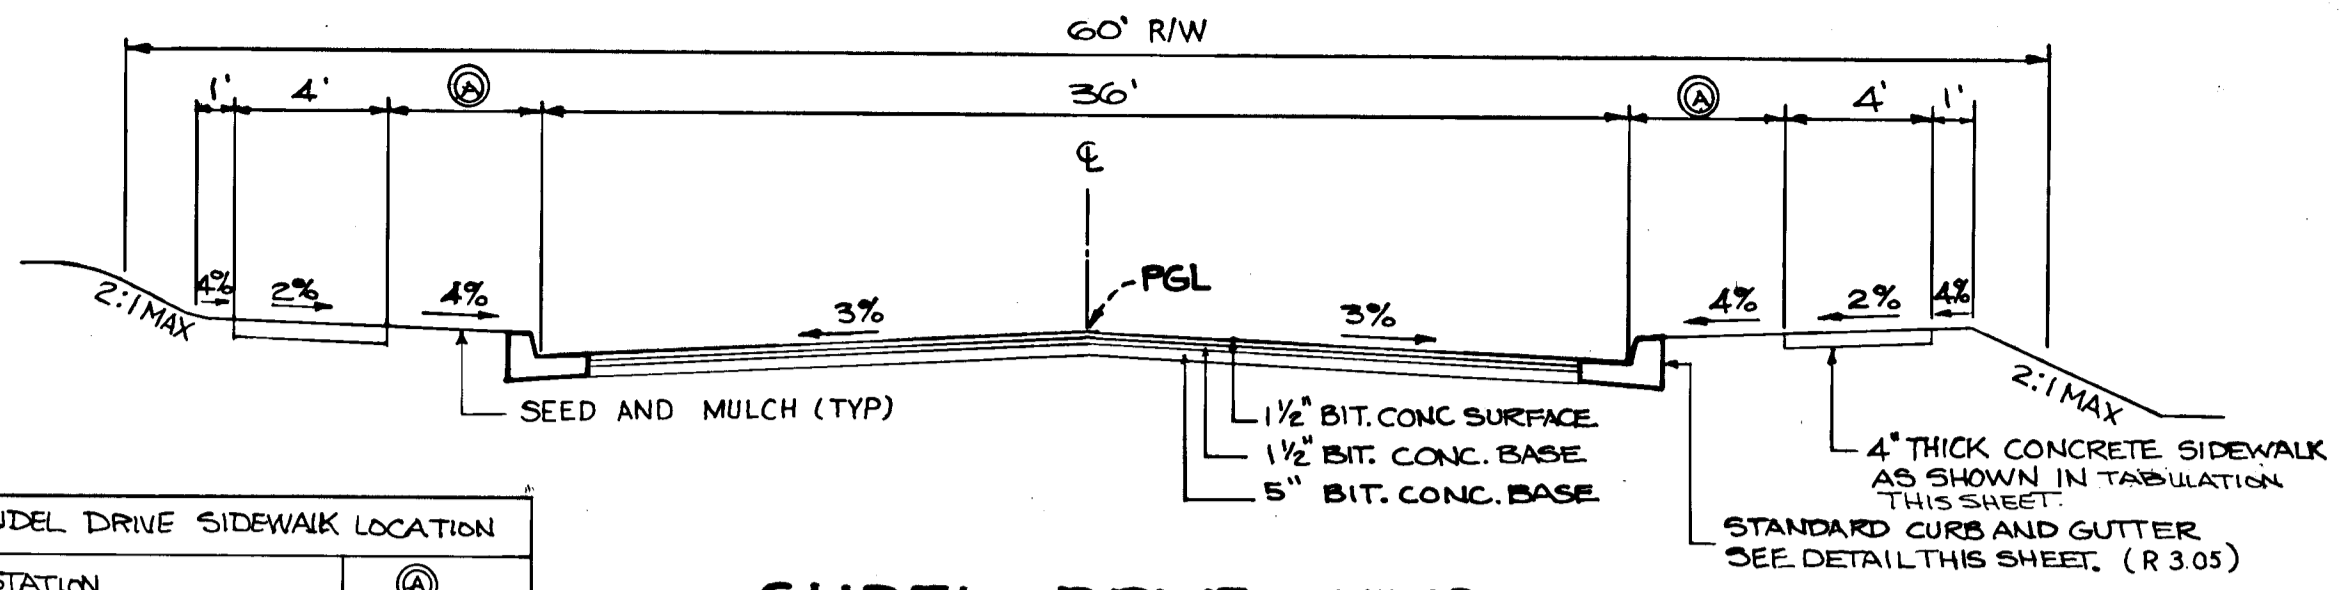 60' R/W
1' 4' A 36' A 4' 1'
CL
PGL
4% 2% 4% 3% 3% 4% 2% 4%
2:1 MAX
2:1 MAX
SEED AND MULCH (TYP)
1½" BIT. CONC SURFACE
1½" BIT. CONC. BASE
5" BIT. CONC. BASE
4" THICK CONCRETE SIDEWALK
AS SHOWN IN TABULATION
THIS SHEET.
STANDARD CURB AND GUTTER
SEE DETAIL THIS SHEET. (R 3.05)
DEL DRIVE SIDEWALK LOCATION
STATION A